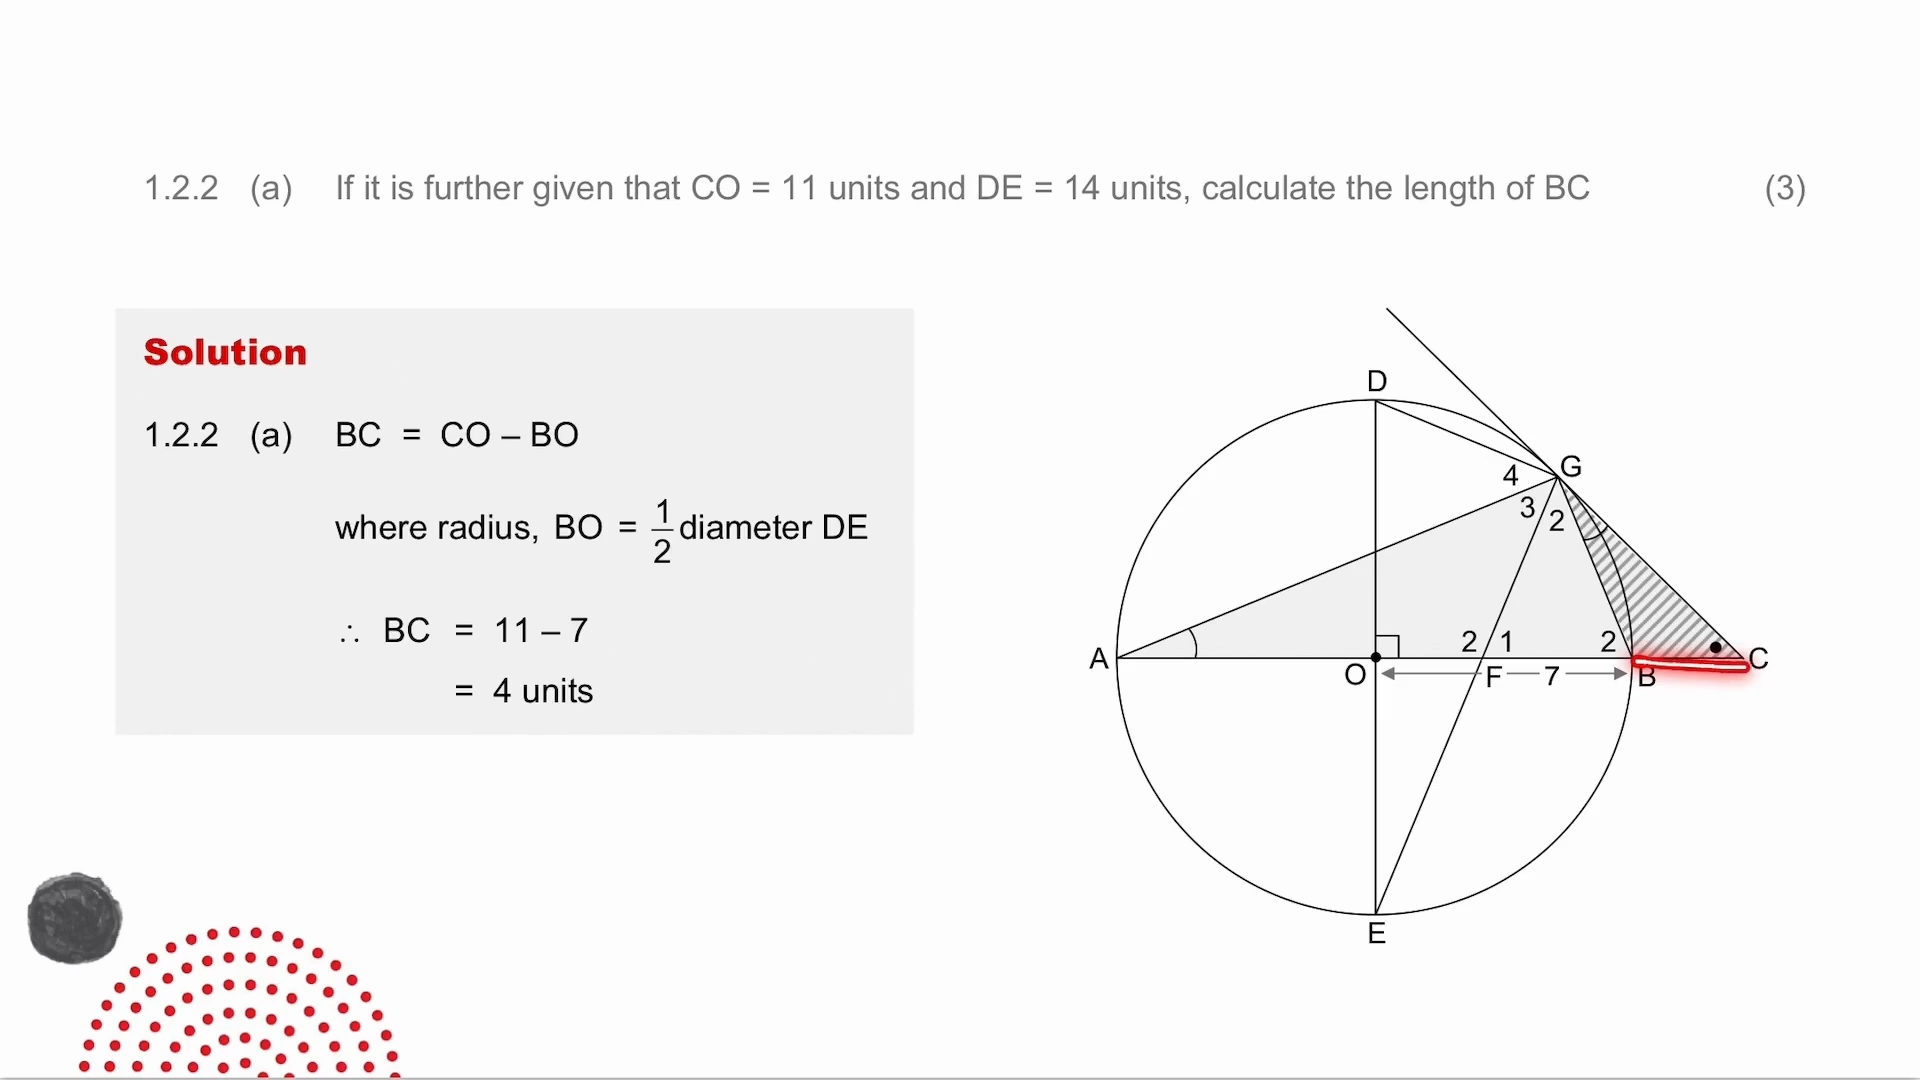 1.2.2 (a) If it is further given that CO = 11 units and DE = 14 units, calculate the length of BC (3)
Solution
1.2.2 (a) BC = CO – BO
where radius, BO = 1/2 diameter DE
∴ BC = 11 – 7
= 4 units
D
G
4
3
2
A
2
1
2
C
O
F
7
B
E